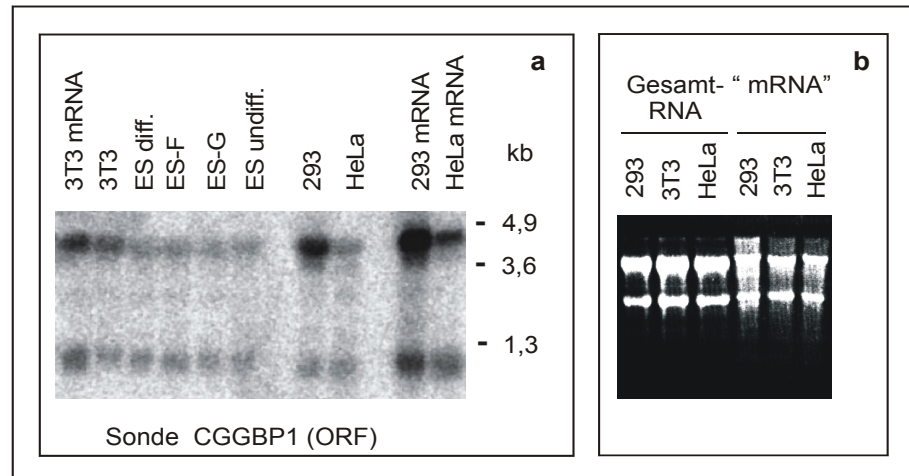 a
3T3 mRNA
3T3
ES diff.
ES-F
ES-G
ES undiff.
293
HeLa
293 mRNA
HeLa mRNA
kb
- 4,9
- 3,6
- 1,3
Sonde CGGBP1 (ORF)
b
Gesamt- “ mRNA”
RNA
293
3T3
HeLa
293
3T3
HeLa